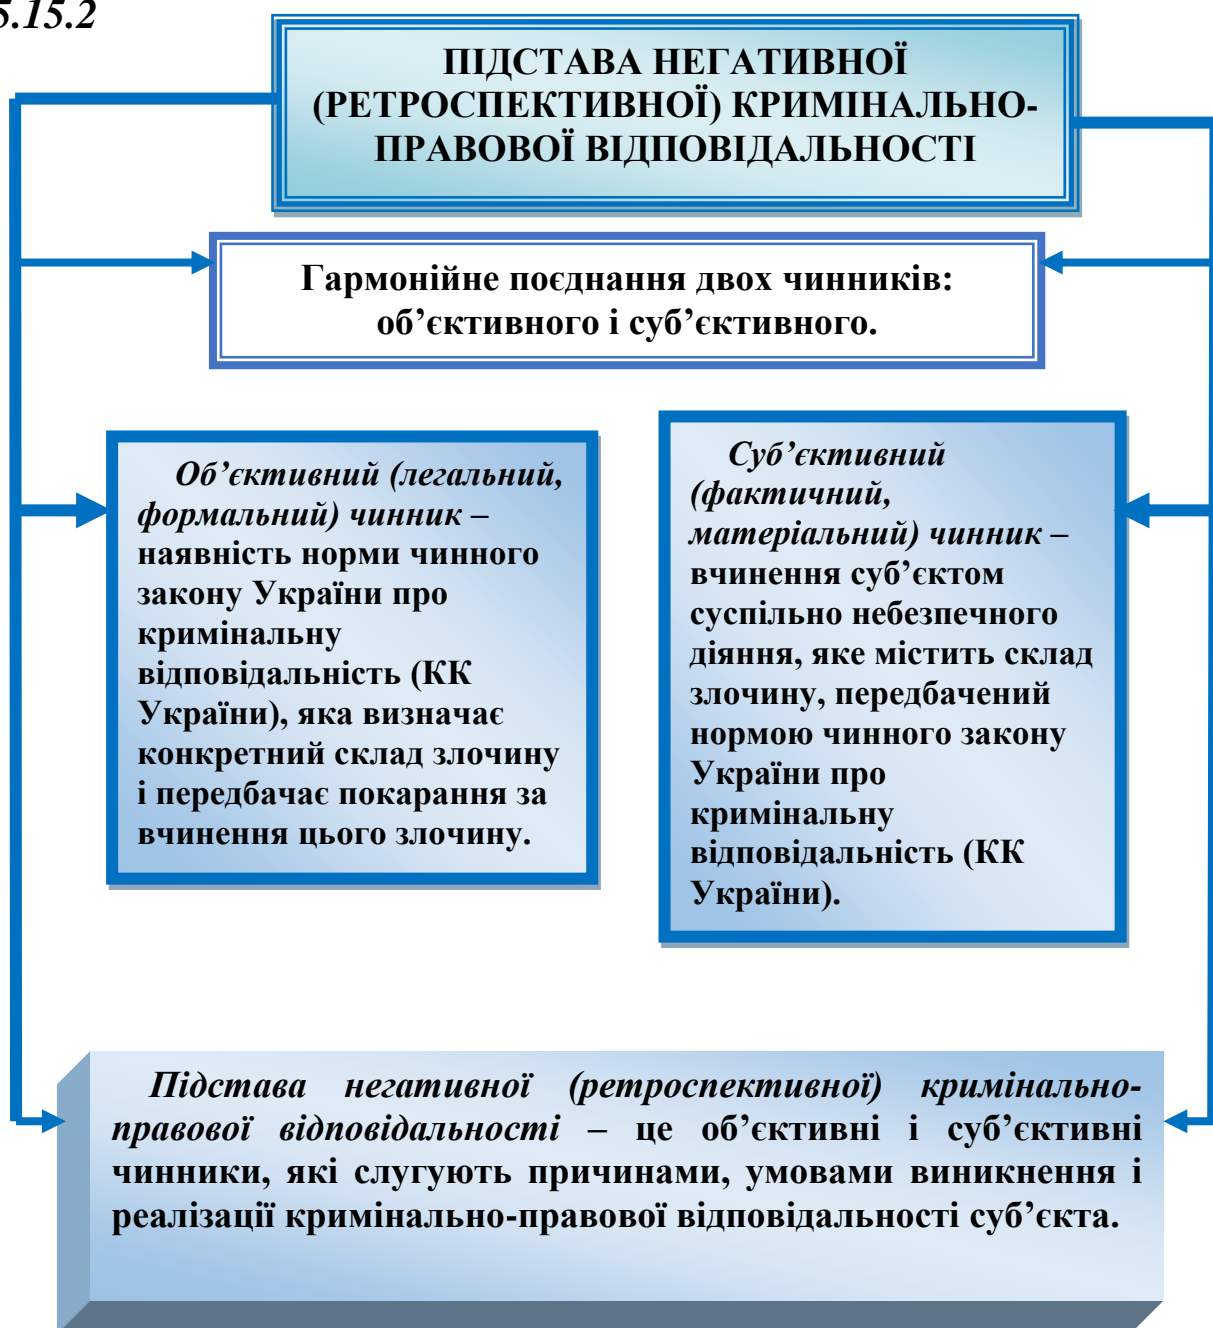 5.15.2
ПІДСТАВА НЕГАТИВНОЇ
(РЕТРОСПЕКТИВНОЇ) КРИМІНАЛЬНО-
ПРАВОВОЇ ВІДПОВІДАЛЬНОСТІ
Гармонійне поєднання двох чинників:
об’єктивного і суб’єктивного.
Об’єктивний (легальний,
формальний) чинник –
наявність норми чинного
закону України про
кримінальну
відповідальність (КК
України), яка визначає
конкретний склад злочину
і передбачає покарання за
вчинення цього злочину.
Суб’єктивний
(фактичний,
матеріальний) чинник –
вчинення суб’єктом
суспільно небезпечного
діяння, яке містить склад
злочину, передбачений
нормою чинного закону
України про
кримінальну
відповідальність (КК
України).
Підстава негативної (ретроспективної) кримінально-
правової відповідальності – це об’єктивні і суб’єктивні
чинники, які слугують причинами, умовами виникнення і
реалізації кримінально-правової відповідальності суб’єкта.